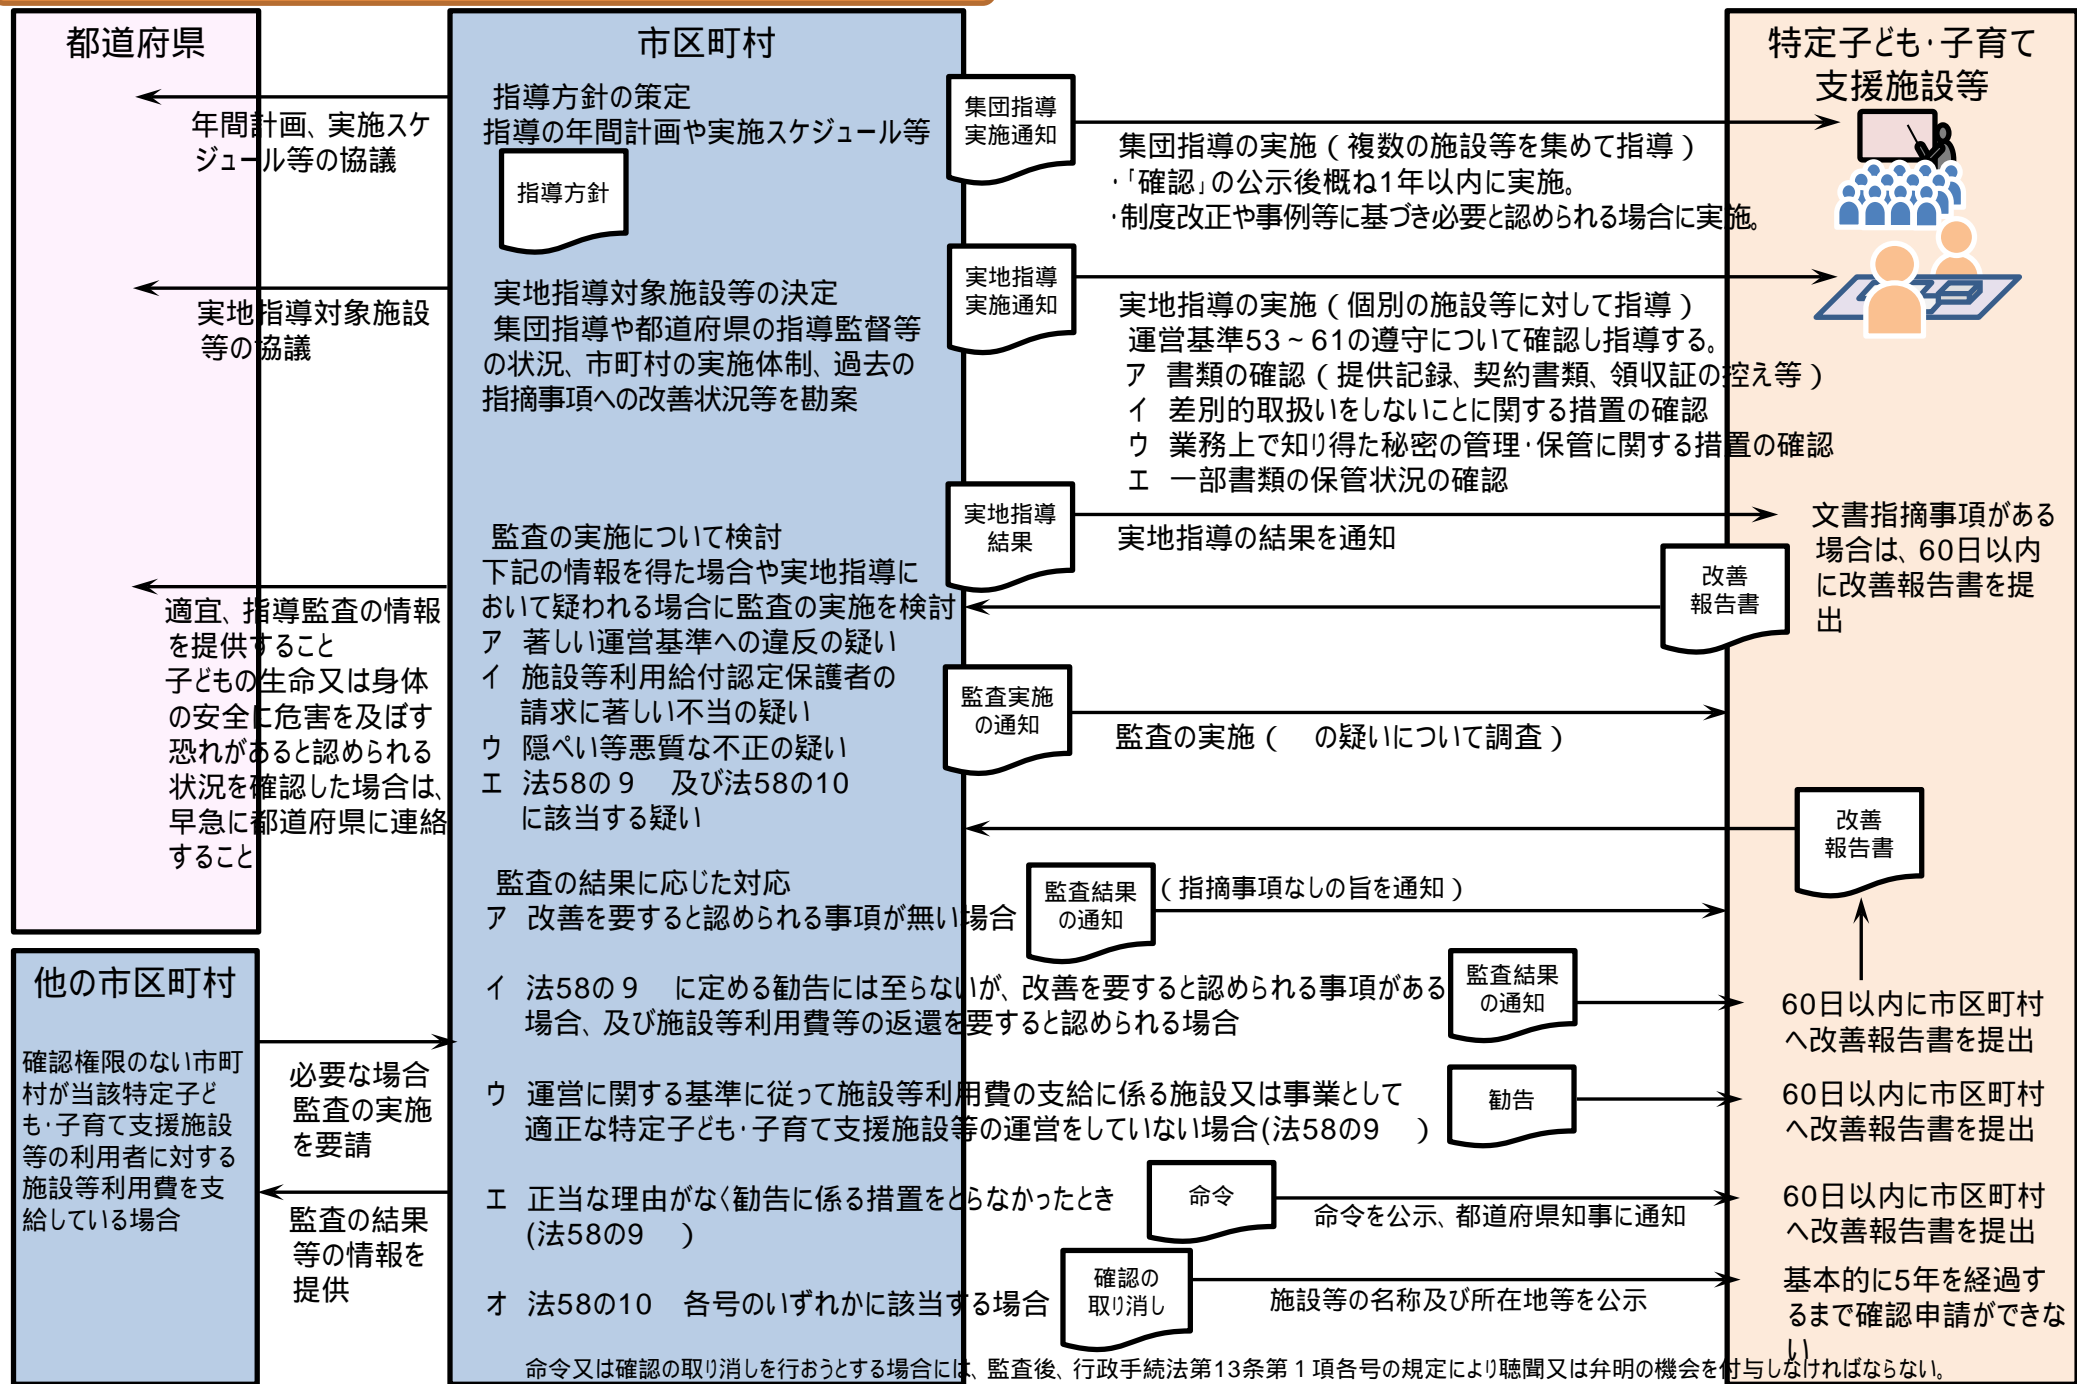 都道府県
年間計画、実施スケ
ジュール等の協議
実地指導対象施設
等の協議
適宜、指導監査の情報
を提供すること
子どもの生命又は身体
の安全に危害を及ぼす
恐れがあると認められる
状況を確認した場合は、
早急に都道府県に連絡
すること
他の市区町村
確認権限のない市町
村が当該特定子ど
も・子育て支援施設
等の利用者に対する
施設等利用費を支
給している場合
必要な場合
監査の実施
を要請
監査の結果
等の情報を
提供
市区町村
指導方針の策定
指導の年間計画や実施スケジュール等
指導方針
実地指導対象施設等の決定
集団指導や都道府県の指導監督等
の状況、市町村の実施体制、過去の
指摘事項への改善状況等を勘案
監査の実施について検討
下記の情報を得た場合や実地指導に
おいて疑われる場合に監査の実施を検討
ア 著しい運営基準への違反の疑い
イ 施設等利用給付認定保護者の
請求に著しい不当の疑い
ウ 隠ぺい等悪質な不正の疑い
エ 法58の9 及び法58の10
に該当する疑い
監査の結果に応じた対応
ア 改善を要すると認められる事項が無い場合
イ 法58の9 に定める勧告には至らないが、改善を要すると認められる事項がある
場合、及び施設等利用費等の返還を要すると認められる場合
ウ 運営に関する基準に従って施設等利用費の支給に係る施設又は事業として
適正な特定子ども・子育て支援施設等の運営をしていない場合(法58の9 )
エ 正当な理由がなく勧告に係る措置をとらなかったとき
(法58の9 )
オ 法58の10 各号のいずれかに該当する場合
集団指導
実施通知
集団指導の実施(複数の施設等を集めて指導)
・「確認」の公示後概ね1年以内に実施。
・制度改正や事例等に基づき必要と認められる場合に実施。
実地指導
実施通知
実地指導の実施(個別の施設等に対して指導)
運営基準53~61の遵守について確認し指導する。
ア 書類の確認(提供記録、契約書類、領収証の控え等)
イ 差別的取扱いをしないことに関する措置の確認
ウ 業務上で知り得た秘密の管理・保管に関する措置の確認
エ 一部書類の保管状況の確認
実地指導
結果
実地指導の結果を通知
改善
報告書
監査実施
の通知
監査の実施( の疑いについて調査)
改善
報告書
監査結果
の通知
(指摘事項なしの旨を通知)
監査結果
の通知
勧告
命令
命令を公示、都道府県知事に通知
確認の
取り消し
施設等の名称及び所在地等を公示
特定子ども・子育て
支援施設等
文書指摘事項がある
場合は、60日以内
に改善報告書を提
出
60日以内に市区町村
へ改善報告書を提出
60日以内に市区町村
へ改善報告書を提出
60日以内に市区町村
へ改善報告書を提出
基本的に5年を経過す
るまで確認申請ができな
い
命令又は確認の取り消しを行おうとする場合には、監査後、行政手続法第13条第1項各号の規定により聴聞又は弁明の機会を付与しなければならない。